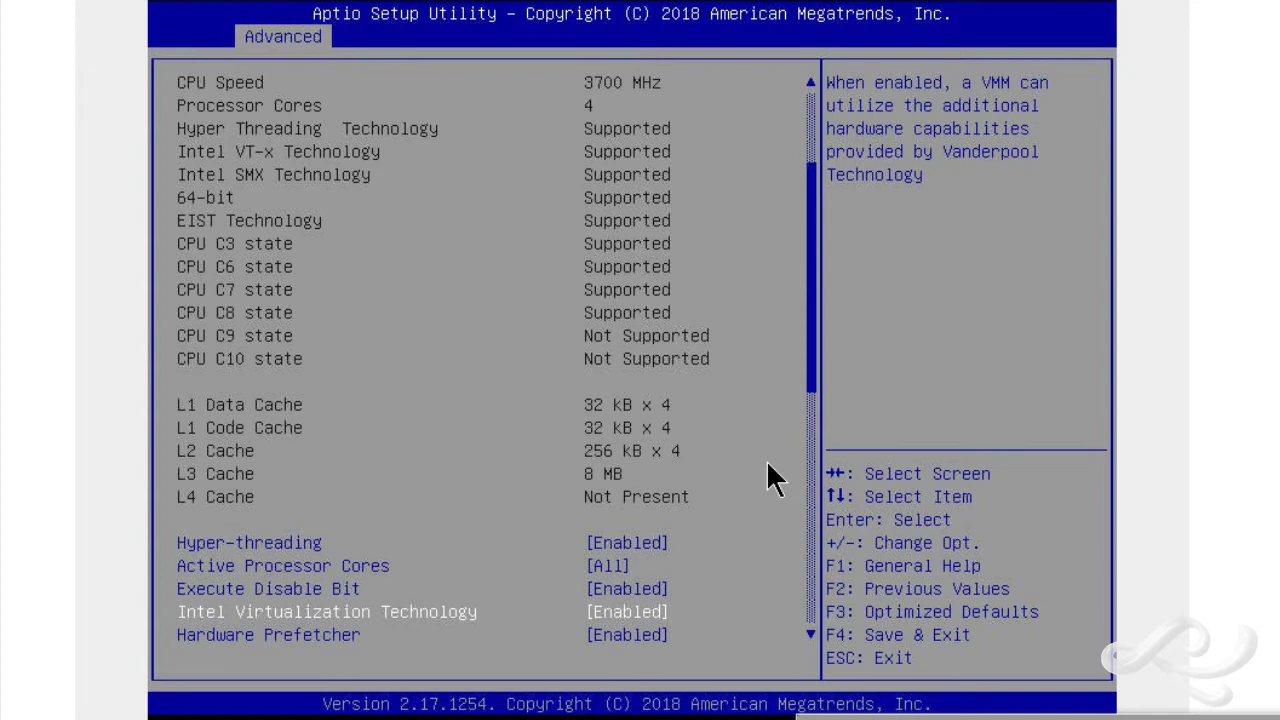 Aptio Setup Utility – Copyright (C) 2018 American Megatrends, Inc.
Advanced
CPU Speed 3700 MHz
Processor Cores 4
Hyper Threading Technology Supported
Intel VT-x Technology Supported
Intel SMX Technology Supported
64-bit Supported
EIST Technology Supported
CPU C3 state Supported
CPU C6 state Supported
CPU C7 state Supported
CPU C8 state Supported
CPU C9 state Not Supported
CPU C10 state Not Supported
L1 Data Cache 32 kB x 4
L1 Code Cache 32 kB x 4
L2 Cache 256 kB x 4
L3 Cache 8 MB
L4 Cache Not Present
Hyper-threading [Enabled]
Active Processor Cores [All]
Execute Disable Bit [Enabled]
Intel Virtualization Technology [Enabled]
Hardware Prefetcher [Enabled]
When enabled, a VMM can
utilize the additional
hardware capabilities
provided by Vanderpool
Technology
→←: Select Screen
↑↓: Select Item
Enter: Select
+/-: Change Opt.
F1: General Help
F2: Previous Values
F3: Optimized Defaults
F4: Save & Exit
ESC: Exit
Version 2.17.1254. Copyright (C) 2018 American Megatrends, Inc.